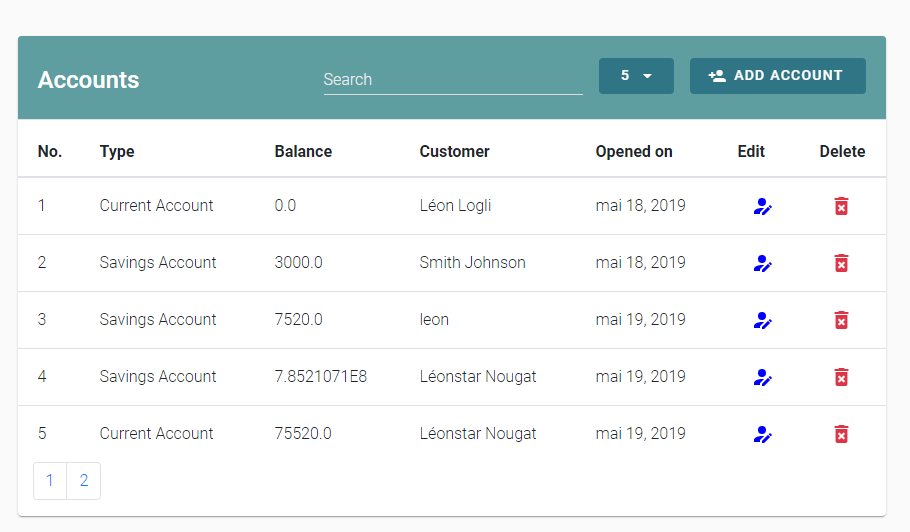 Accounts Search 5 ADD ACCOUNT
No. Type Balance Customer Opened on Edit Delete
1 Current Account 0.0 Léon Logli mai 18, 2019
2 Savings Account 3000.0 Smith Johnson mai 18, 2019
3 Savings Account 7520.0 leon mai 19, 2019
4 Savings Account 7.8521071E8 Léonstar Nougat mai 19, 2019
5 Current Account 75520.0 Léonstar Nougat mai 19, 2019
1 2